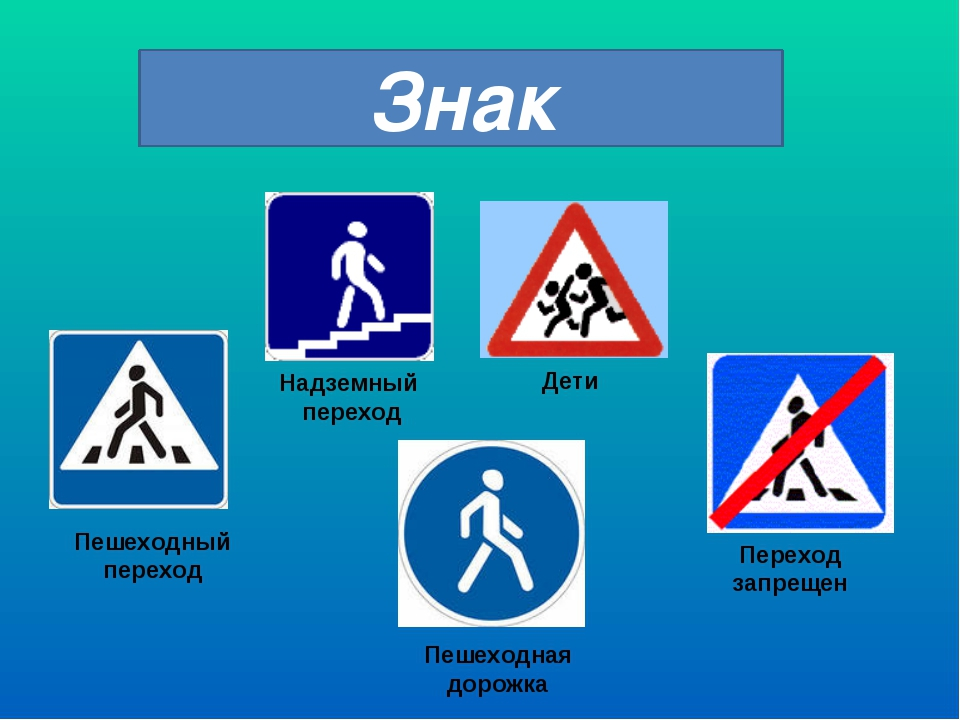 Знак
Надземный
переход
Дети
Пешеходный
переход
Переход
запрещен
Пешеходная
дорожка